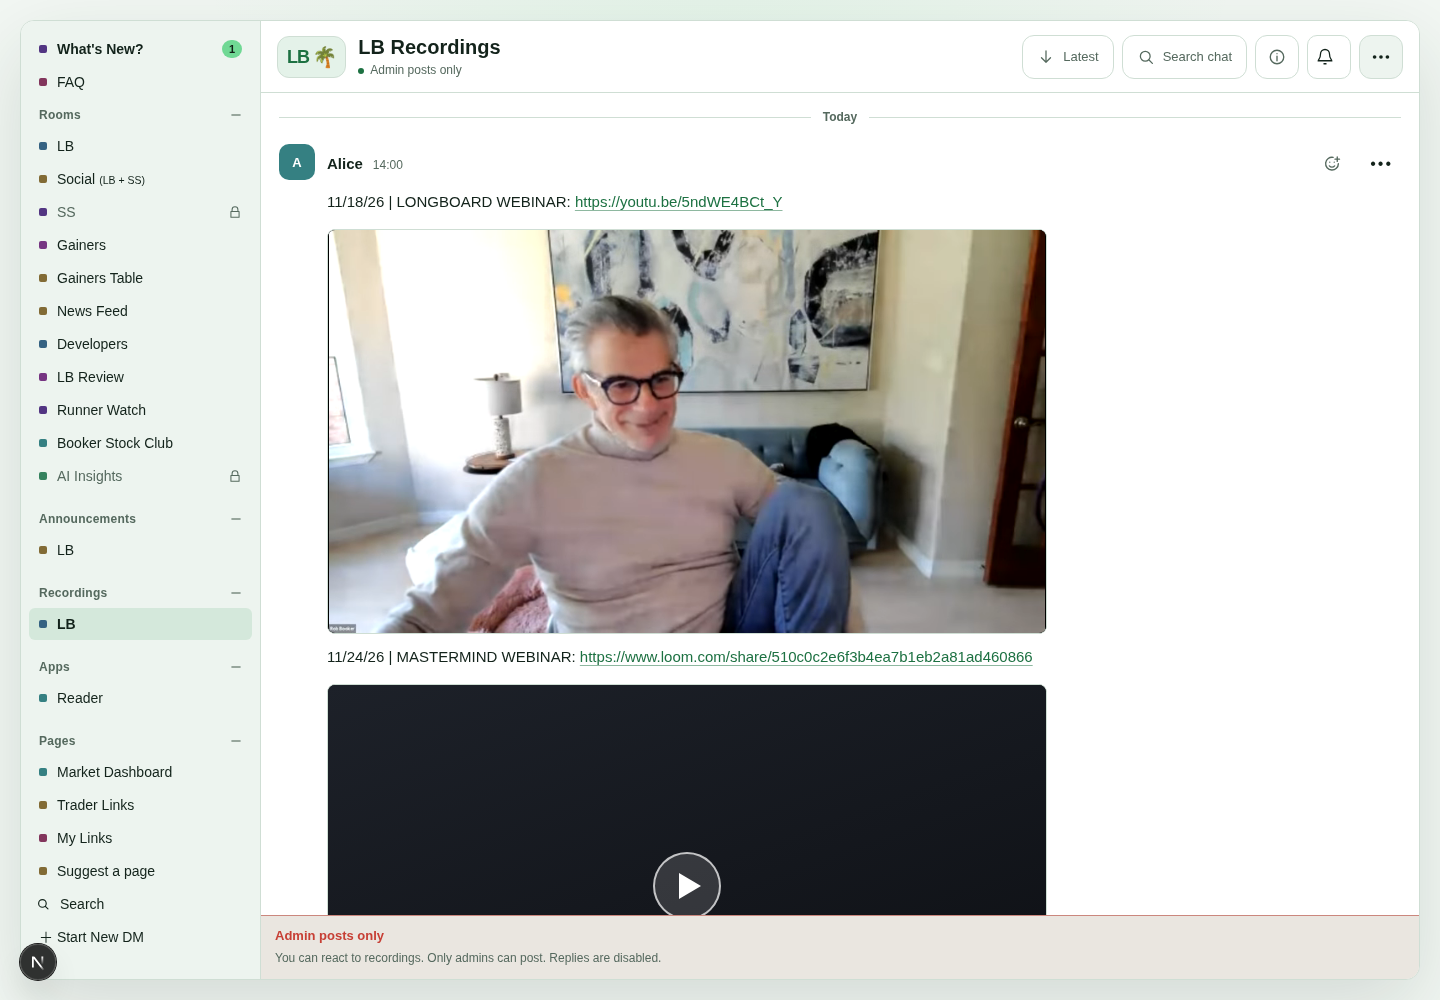 What's New?
1
FAQ
Rooms
LB
Social (LB + SS)
SS
Gainers
Gainers Table
News Feed
Developers
LB Review
Runner Watch
Booker Stock Club
AI Insights
Announcements
LB
Recordings
LB
Apps
Reader
Pages
Market Dashboard
Trader Links
My Links
Suggest a page
Search
Start New DM
N
LB 🌴
LB Recordings
Admin posts only
Latest
Search chat
Today
A
Alice 14:00
11/18/26 | LONGBOARD WEBINAR: https://youtu.be/5ndWE4BCt_Y
Rob Booker
11/24/26 | MASTERMIND WEBINAR: https://www.loom.com/share/510c0c2e6f3b4ea7b1eb2a81ad460866
Admin posts only
You can react to recordings. Only admins can post. Replies are disabled.